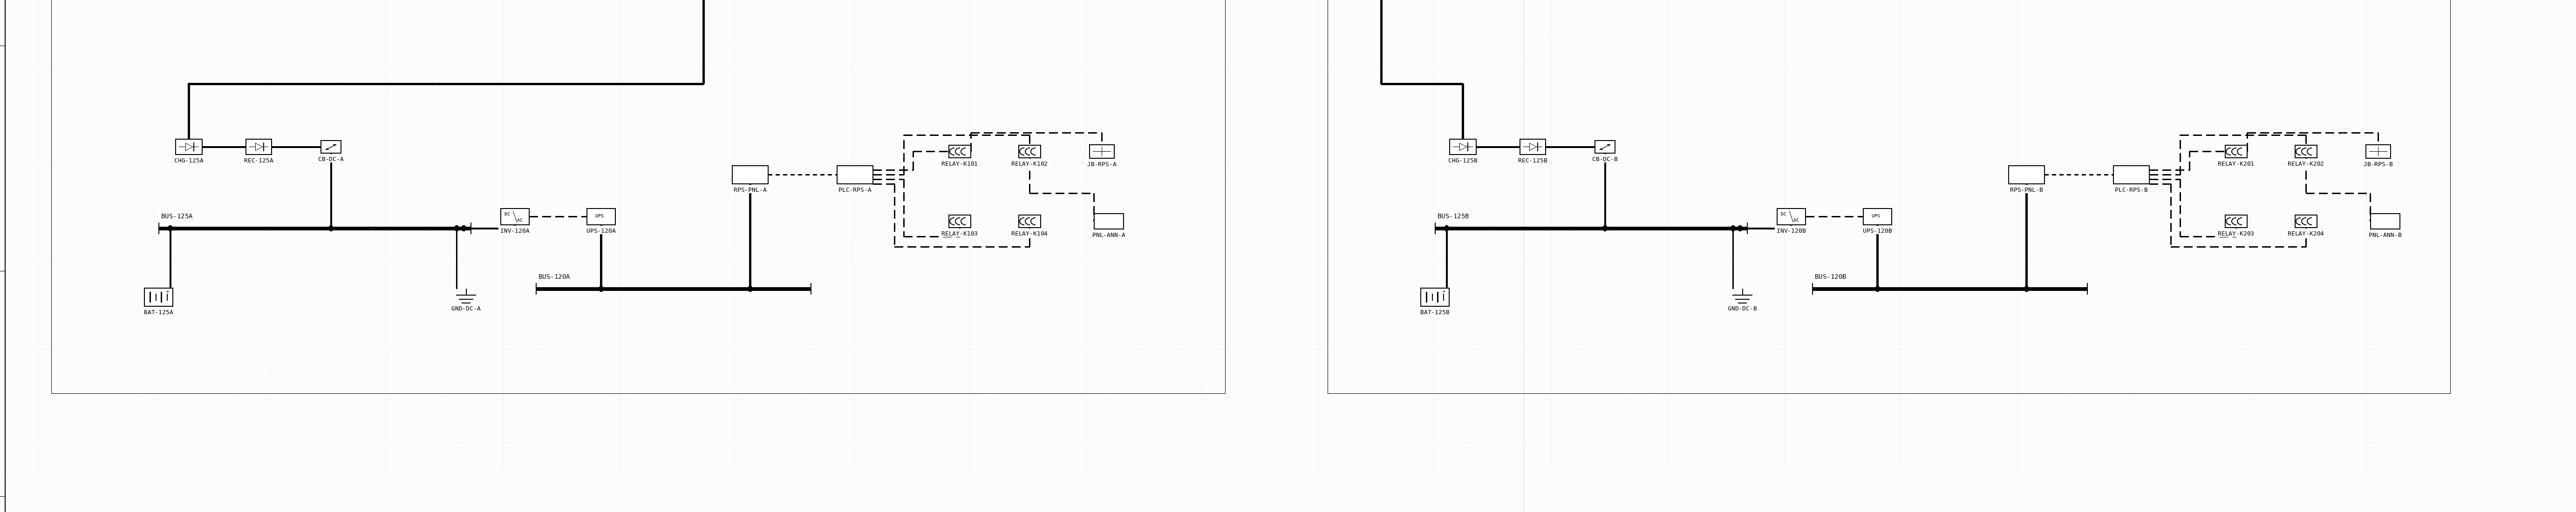 CHG-125A
REC-125A
CB-DC-A
RELAY-K101
RELAY-K102
JB-RPS-A
RPS-PNL-A
PLC-RPS-A
BUS-125A
DC
AC
INV-120A
UPS
UPS-120A
RELAY-K103
RELAY-K104
PNL-ANN-A
BUS-120A
BAT-125A
GND-DC-A
CHG-125B
REC-125B
CB-DC-B
RELAY-K201
RELAY-K202
JB-RPS-B
RPS-PNL-B
PLC-RPS-B
BUS-125B
DC
AC
INV-120B
UPS
UPS-120B
RELAY-K203
RELAY-K204
PNL-ANN-B
BUS-120B
BAT-125B
GND-DC-B